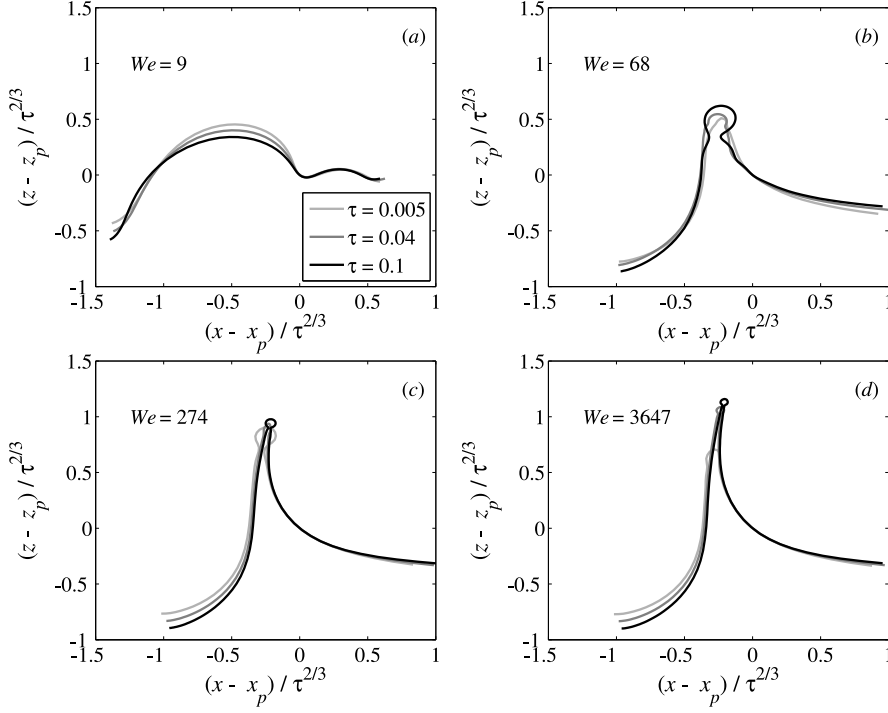 (a)
We = 9
1.5
1
0.5
0
-0.5
-1
-1.5
-1
-0.5
0
0.5
1
(z - z_p) / τ^{2/3}
(x - x_p) / τ^{2/3}
τ = 0.005
τ = 0.04
τ = 0.1
(b)
We = 68
1.5
1
0.5
0
-0.5
-1
-1.5
-1
-0.5
0
0.5
1
(z - z_p) / τ^{2/3}
(x - x_p) / τ^{2/3}
(c)
We = 274
1.5
1
0.5
0
-0.5
-1
-1.5
-1
-0.5
0
0.5
1
(z - z_p) / τ^{2/3}
(x - x_p) / τ^{2/3}
(d)
We = 3647
1.5
1
0.5
0
-0.5
-1
-1.5
-1
-0.5
0
0.5
1
(z - z_p) / τ^{2/3}
(x - x_p) / τ^{2/3}